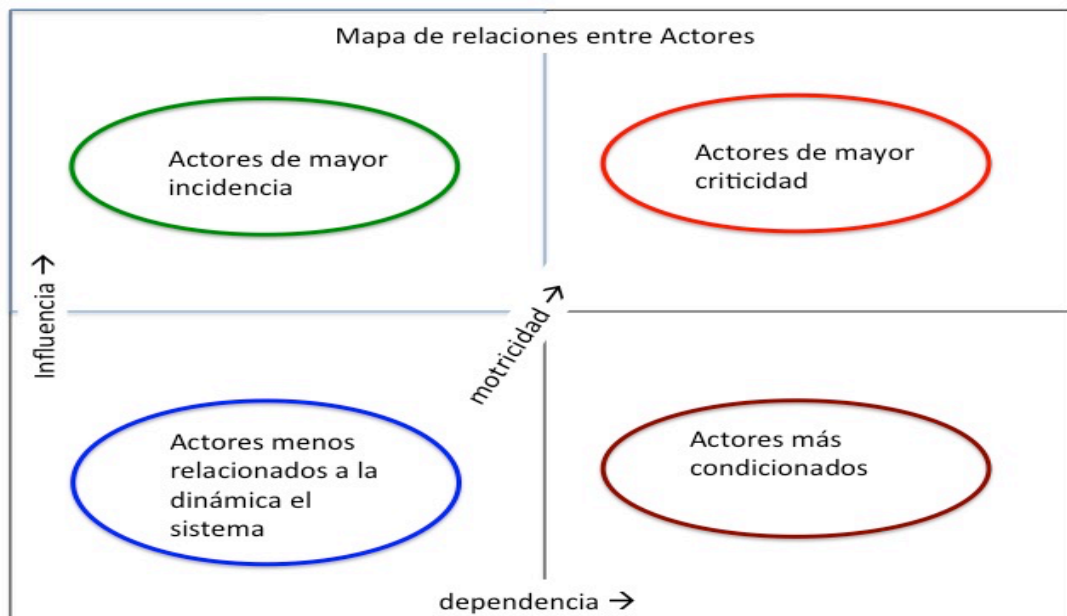 Mapa de relaciones entre Actores
Actores de mayor
incidencia
Actores de mayor
criticidad
Influencia →
motricidad →
Actores menos
relacionados a la
dinámica el
sistema
Actores más
condicionados
dependencia →